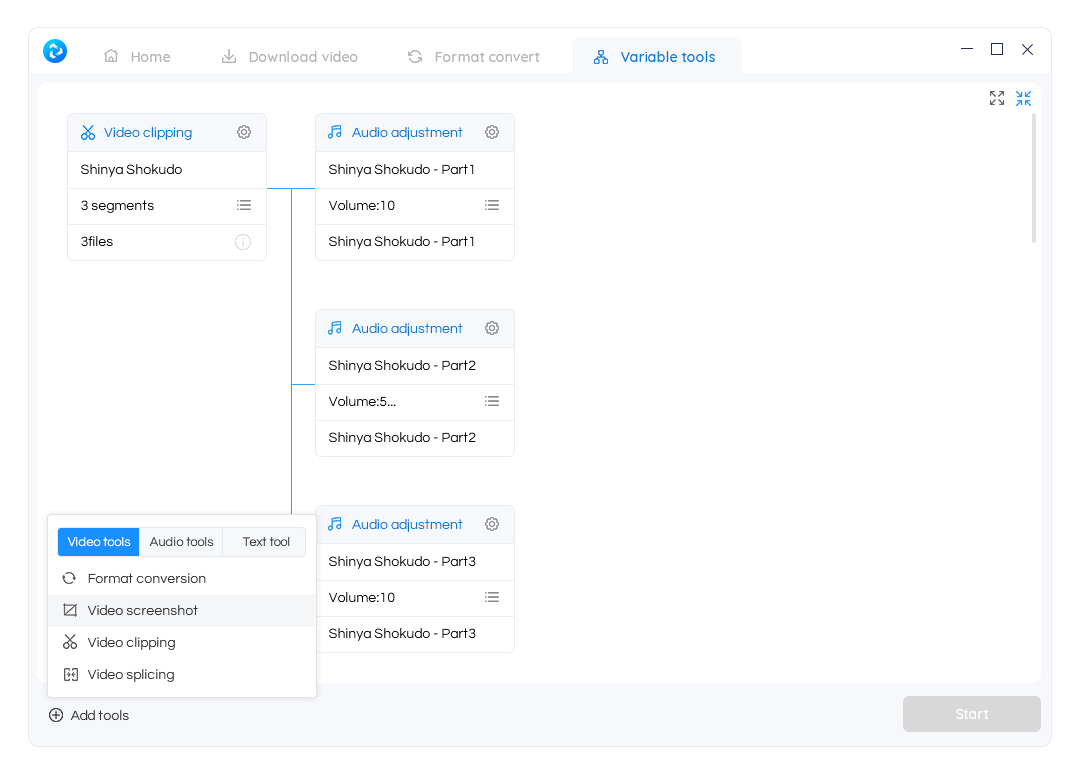 Home
Download video
Format convert
Variable tools
Video clipping
Shinya Shokudo
3 segments
3files
Audio adjustment
Shinya Shokudo - Part1
Volume:10
Shinya Shokudo - Part1
Audio adjustment
Shinya Shokudo - Part2
Volume:5...
Shinya Shokudo - Part2
Audio adjustment
Shinya Shokudo - Part3
Volume:10
Shinya Shokudo - Part3
Video tools
Audio tools
Text tool
Format conversion
Video screenshot
Video clipping
Video splicing
Add tools
Start